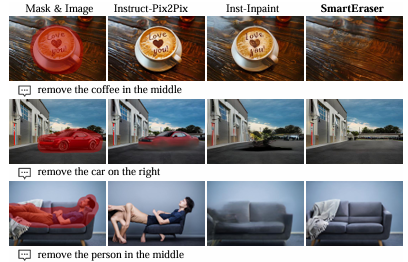 Mask & Image Instruct-Pix2Pix Inst-Inpaint SmartEraser
Love you! Love you! Love you!
remove the coffee in the middle
remove the car on the right
remove the person in the middle